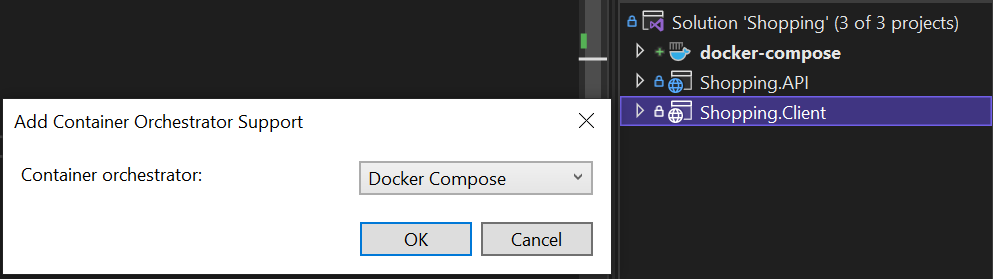 Solution 'Shopping' (3 of 3 projects)
docker-compose
Shopping.API
Shopping.Client
Add Container Orchestrator Support
Container orchestrator:
Docker Compose
OK
Cancel